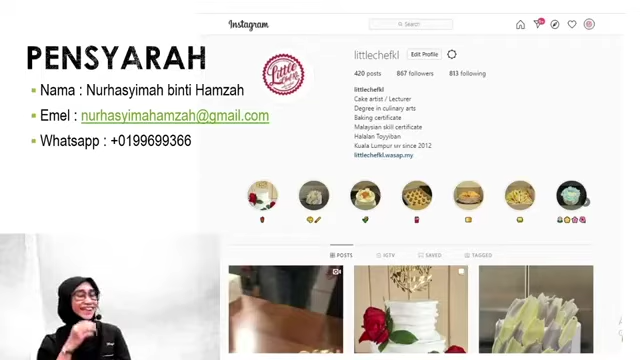 PENSYARAH
Nama : Nurhasyimah binti Hamzah
Emel : nurhasyimahamzah@gmail.com
Whatsapp : +0199699366
Instagram
Search
Little
littlechefkl
Edit Profile
420 posts 867 followers 813 following
littlechefkl
Cake artist / Lecturer
Degree in culinary arts
Baking certificate
Malaysian skill certificate
Halalan Toyyiban
Kuala Lumpur wv since 2012
littlechefkl.wasap.my
POSTS IGTV SAVED TAGGED